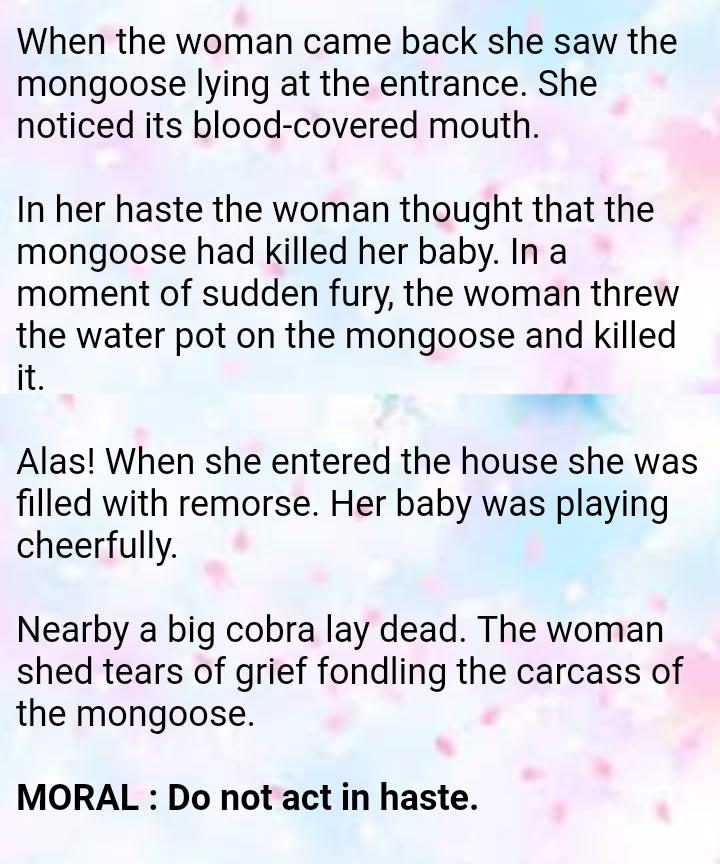 When the woman came back she saw the
mongoose lying at the entrance. She
noticed its blood-covered mouth.
In her haste the woman thought that the
mongoose had killed her baby. In a
moment of sudden fury, the woman threw
the water pot on the mongoose and killed
it.
Alas! When she entered the house she was
filled with remorse. Her baby was playing
cheerfully.
Nearby a big cobra lay dead. The woman
shed tears of grief fondling the carcass of
the mongoose.
MORAL : Do not act in haste.